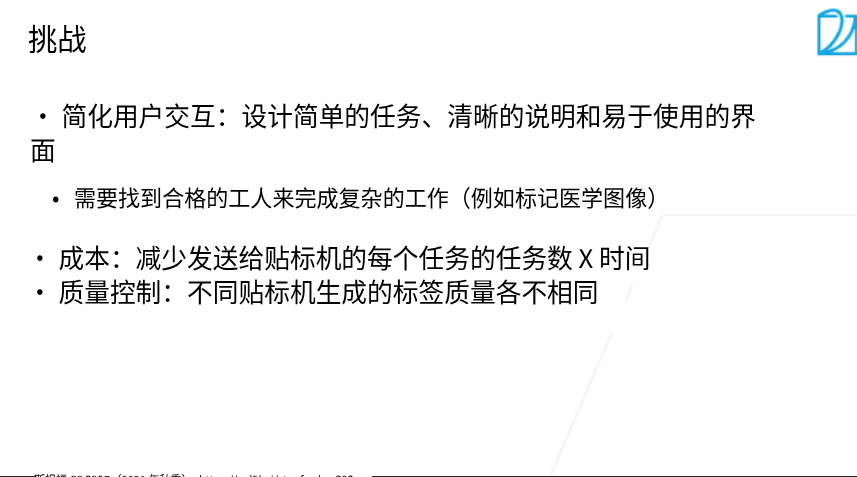 挑战
• 简化用户交互：设计简单的任务、清晰的说明和易于使用的界
面
• 需要找到合格的工人来完成复杂的工作（例如标记医学图像）
• 成本：减少发送给贴标机的每个任务的任务数 X 时间
• 质量控制：不同贴标机生成的标签质量各不相同